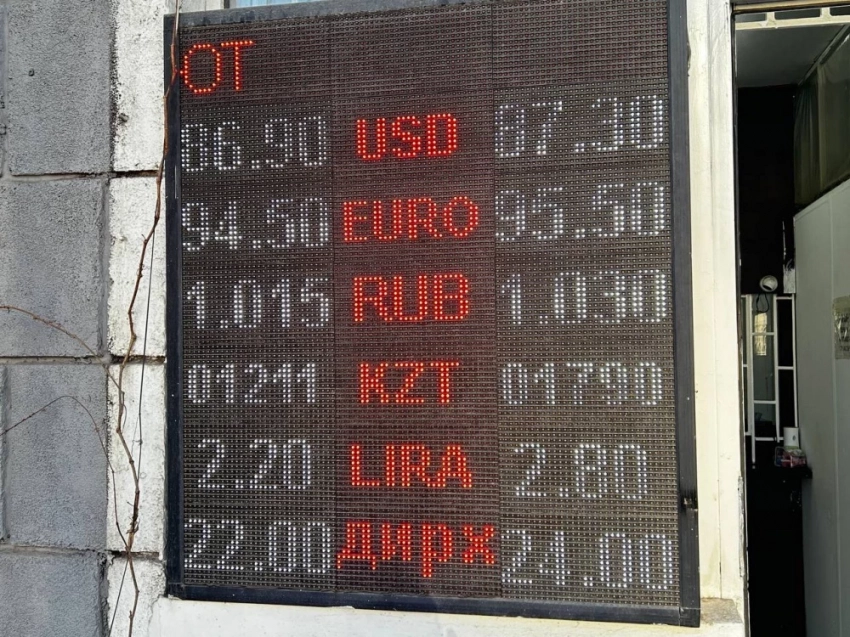 ОТ
86.90 USD 87.30
94.50 EURO 95.50
1.015 RUB 1.030
01211 KZT 01790
2.20 LIRA 2.80
22.00 дирх 24.00